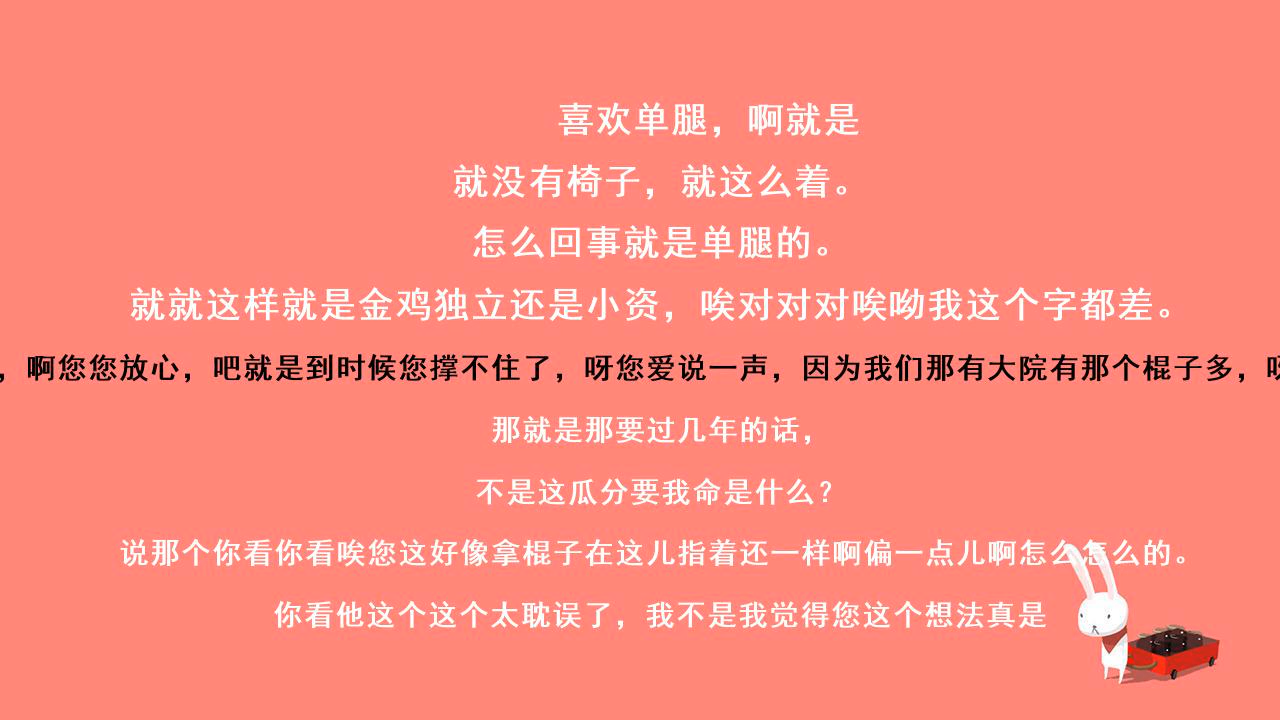 喜欢单腿，啊就是
就没有椅子，就这么着。
怎么回事就是单腿的。
就就这样就是金鸡独立还是小资，唉对对对唉呦我这个字都差。
，啊您您放心，吧就是到时候您撑不住了，呀您爱说一声，因为我们那有大院有那个棍子多，
那就是那要过几年的话，
不是这瓜分要我命是什么？
说那个你看你看唉您这好像拿棍子在这儿指着还一样啊偏一点儿啊怎么怎么的。
你看他这个这个太耽误了，我不是我觉得您这个想法真是